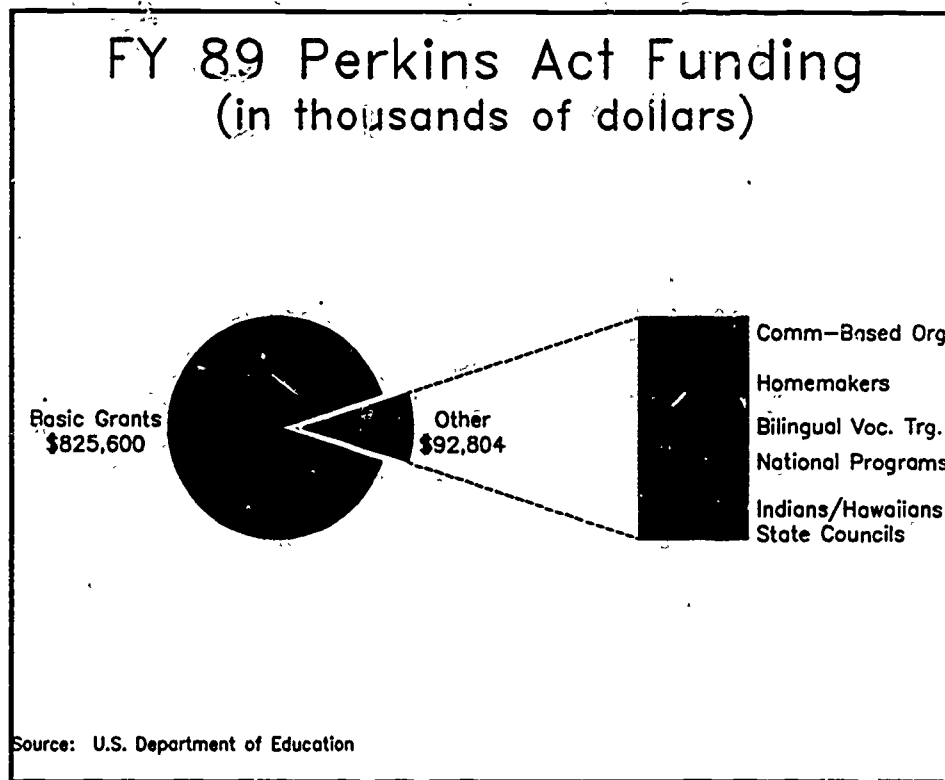 FY 89 Perkins Act Funding
(in thousands of dollars)
Basic Grants
$825,600
Other
$92,804
Comm-Based Org
Homemakers
Bilingual Voc. Trg.
National Programs
Indians/Hawaiians
State Councils
Source: U.S. Department of Education